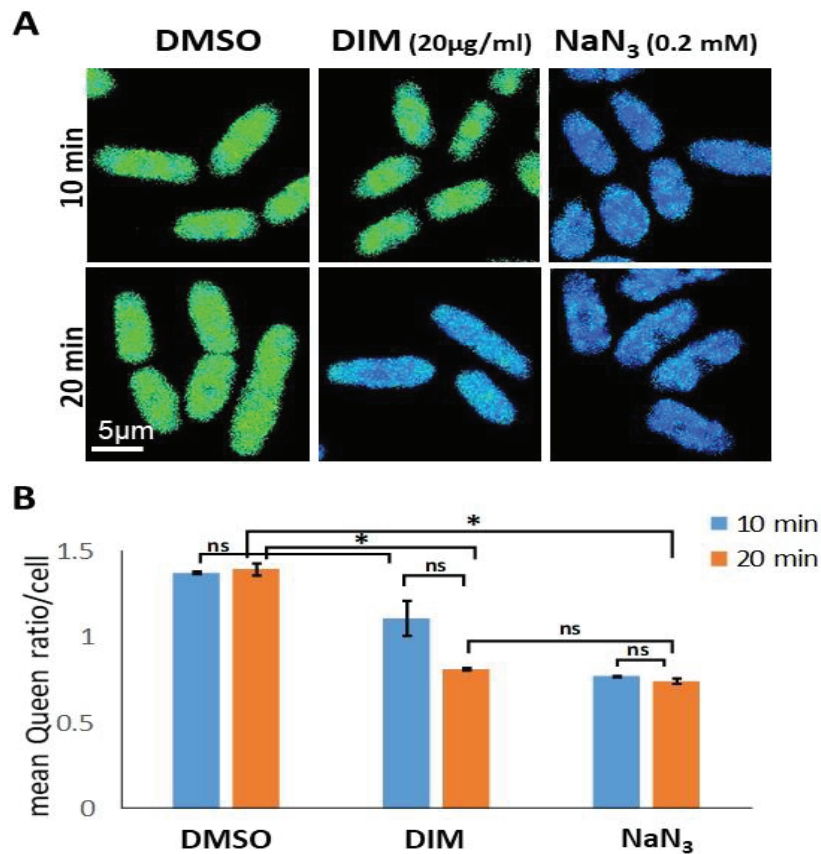 A
DMSO DIM (20µg/ml) NaN₃ (0.2 mM)
10 min
20 min
5µm
B
mean Queen ratio/cell
1.5
1
0.5
0
ns
*
*
ns
ns
ns
10 min
20 min
DMSO DIM NaN₃